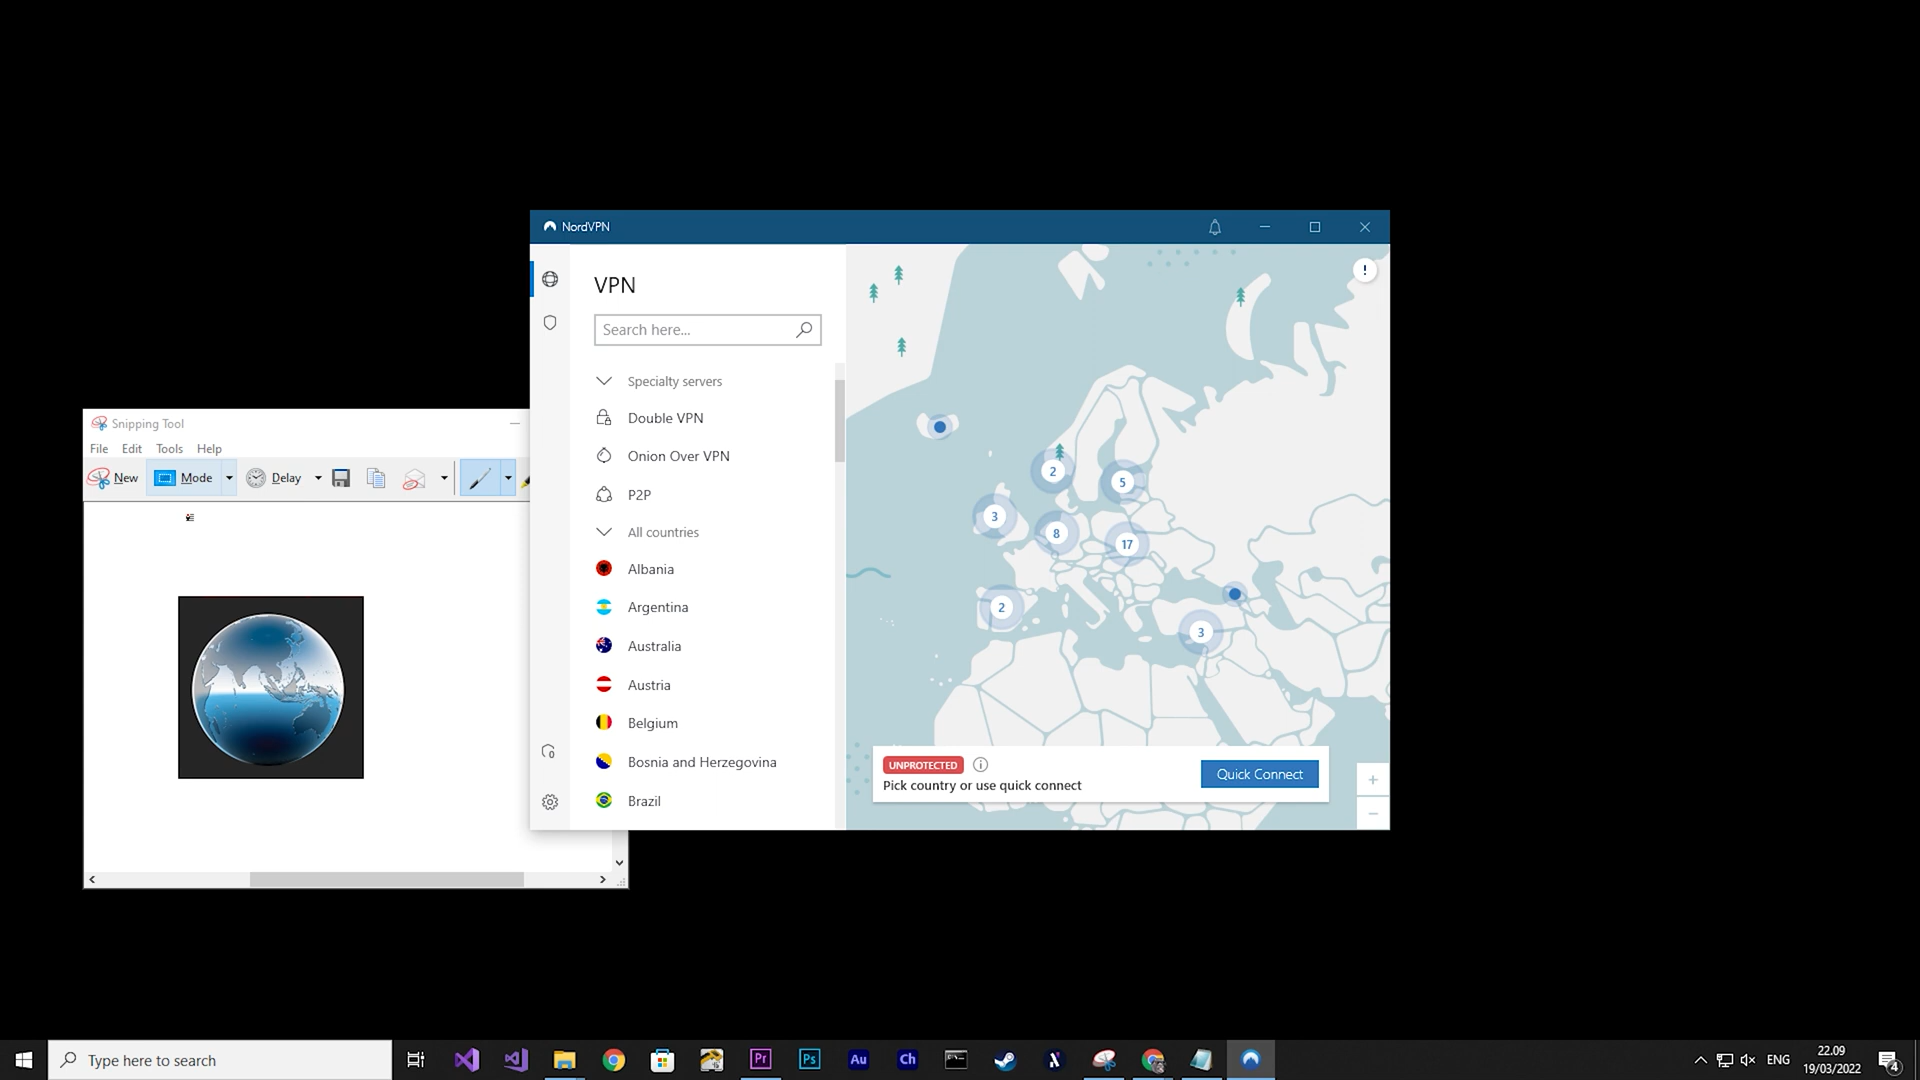 NordVPN
VPN
Search here...
Specialty servers
Double VPN
Onion Over VPN
P2P
All countries
Albania
Argentina
Australia
Austria
Belgium
Bosnia and Herzegovina
Brazil
2
5
3
8
17
2
3
!
UNPROTECTED
Pick country or use quick connect
Quick Connect
+
−
Snipping Tool
File Edit Tools Help
New Mode Delay
Type here to search
Pr
Ps
Au
Ch
ENG
22.09
19/03/2022
4